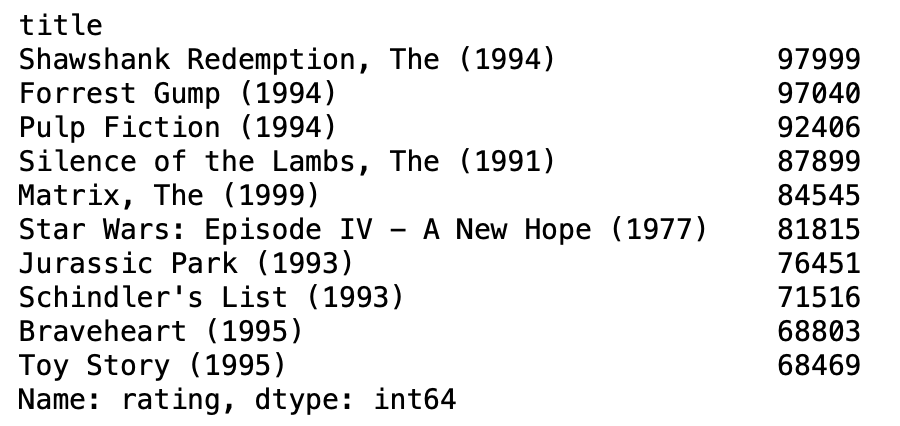 title
Shawshank Redemption, The (1994) 97999
Forrest Gump (1994) 97040
Pulp Fiction (1994) 92406
Silence of the Lambs, The (1991) 87899
Matrix, The (1999) 84545
Star Wars: Episode IV – A New Hope (1977) 81815
Jurassic Park (1993) 76451
Schindler's List (1993) 71516
Braveheart (1995) 68803
Toy Story (1995) 68469
Name: rating, dtype: int64